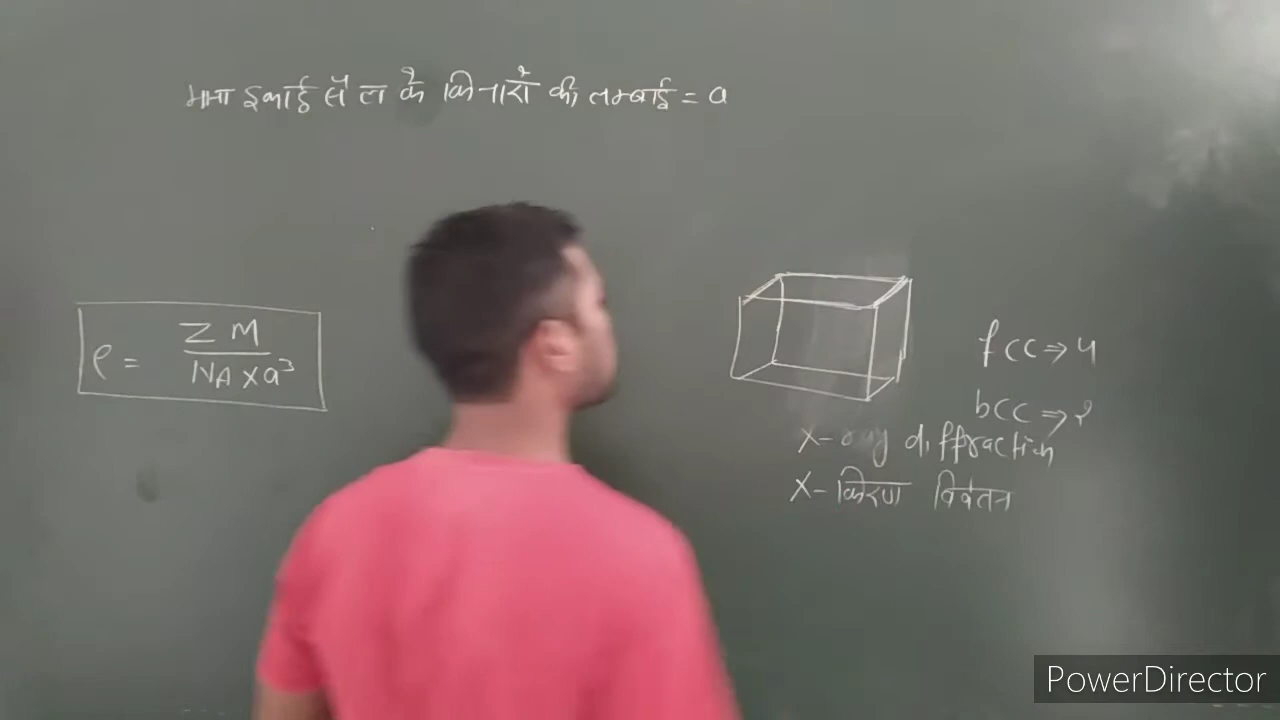 माना इकाई सेल के किनारों की लम्बाई = a
ρ = Z M / NA × a³
fcc ⇒ 4
bcc ⇒ 2
X-ray diffraction
X-किरण विवर्तन
PowerDirector